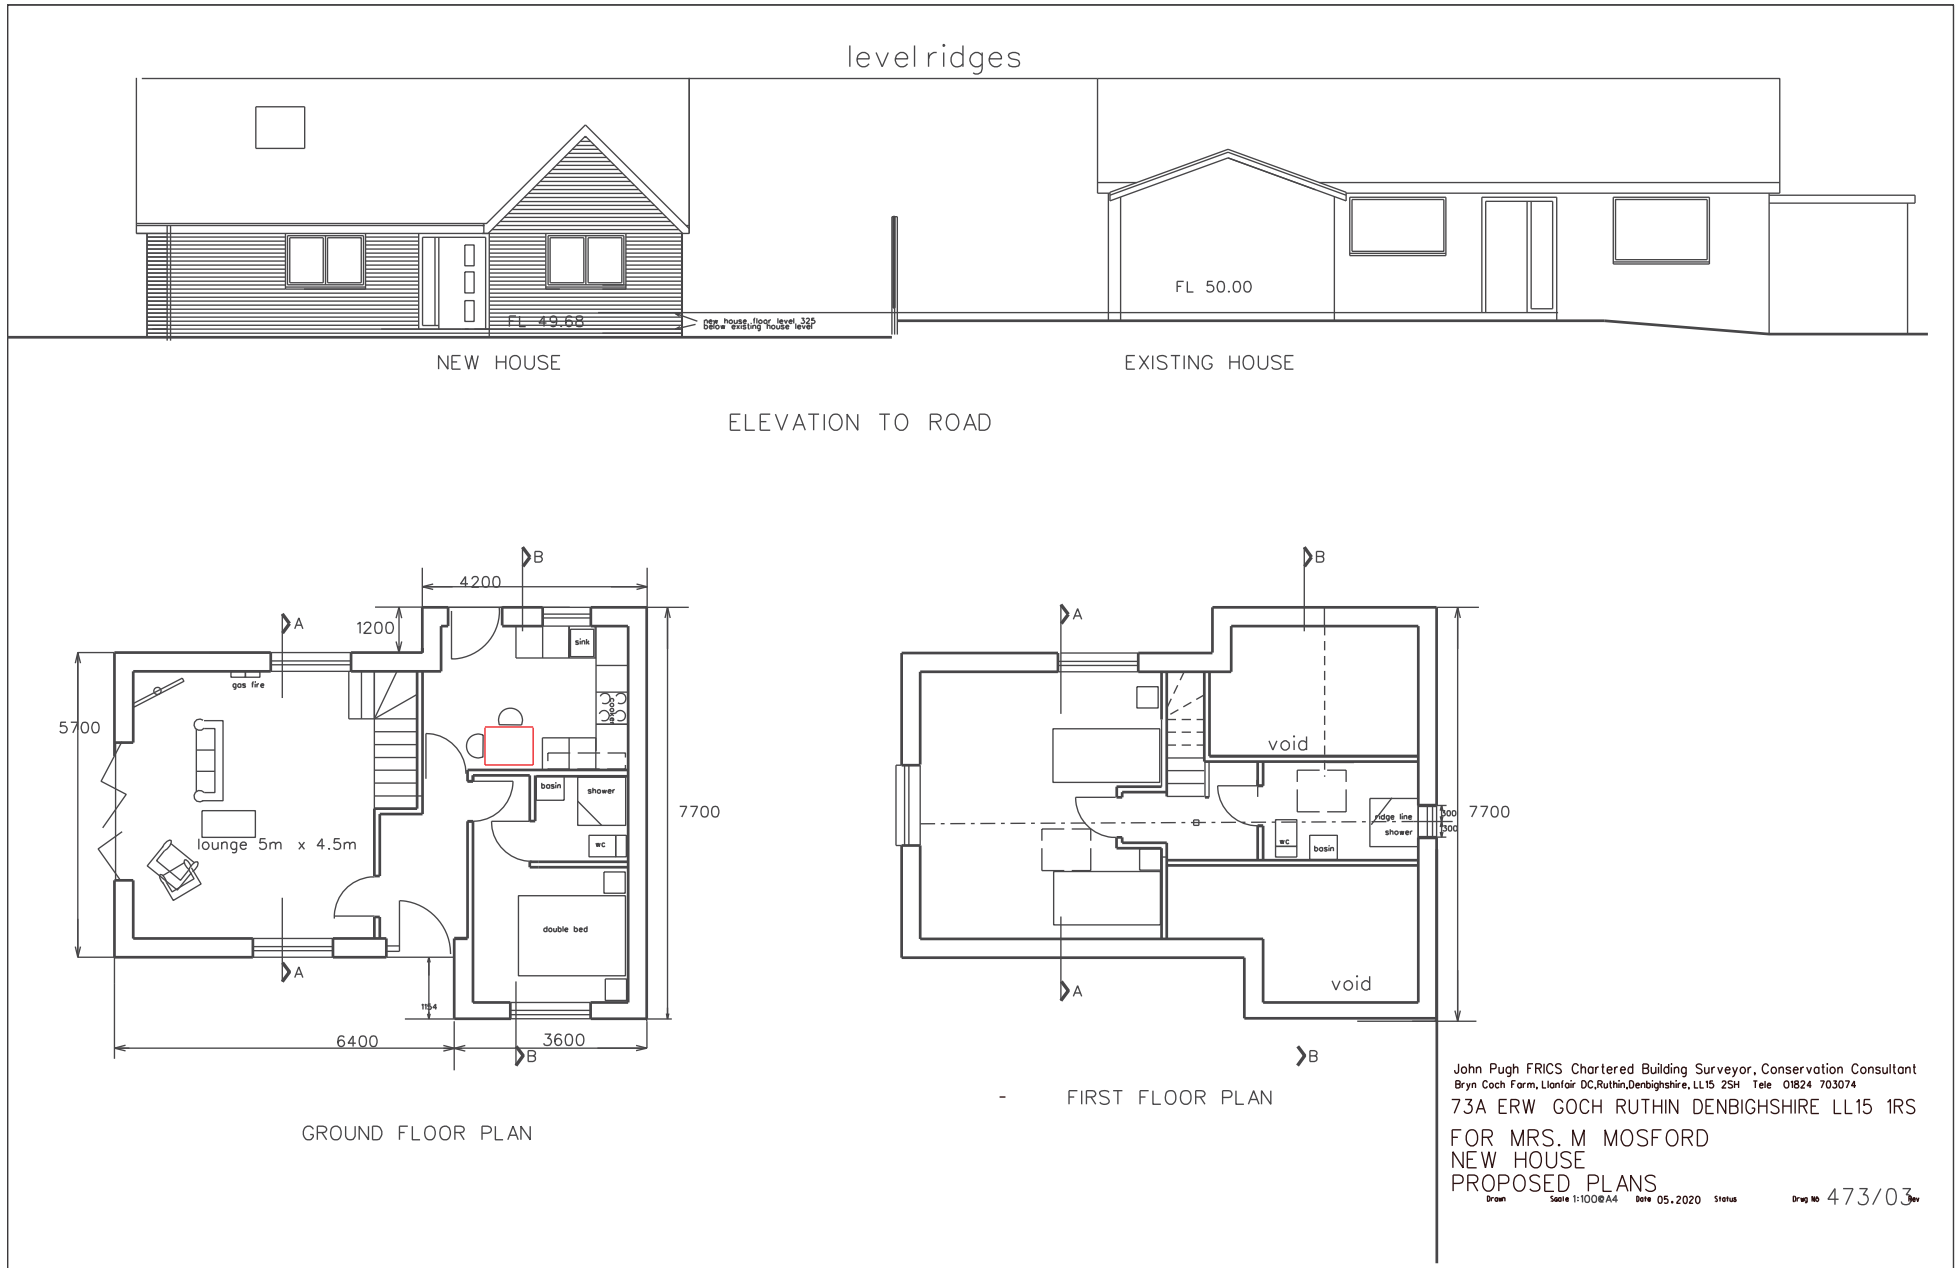 level ridges
FL 50.00
FL 49.68
new house floor level 325
below existing house level
NEW HOUSE
EXISTING HOUSE
ELEVATION TO ROAD
B
4200
A
1200
sink
gas fire
cooker
5700
basin
shower
7700
lounge 5m x 4.5m
wc
double bed
A
1154
6400
3600
B
GROUND FLOOR PLAN
B
A
void
300
ridge line
300
7700
shower
wc
basin
void
A
B
- FIRST FLOOR PLAN
John Pugh FRICS Chartered Building Surveyor, Conservation Consultant
Bryn Coch Farm, Llanfair DC,Ruthin,Denbighshire, LL15 2SH Tele 01824 703074
73A ERW GOCH RUTHIN DENBIGHSHIRE LL15 1RS
FOR MRS. M MOSFORD
NEW HOUSE
PROPOSED PLANS
Drawn Scale 1:100@A4 Date 05.2020 Status Drwg No 473/03 Rev